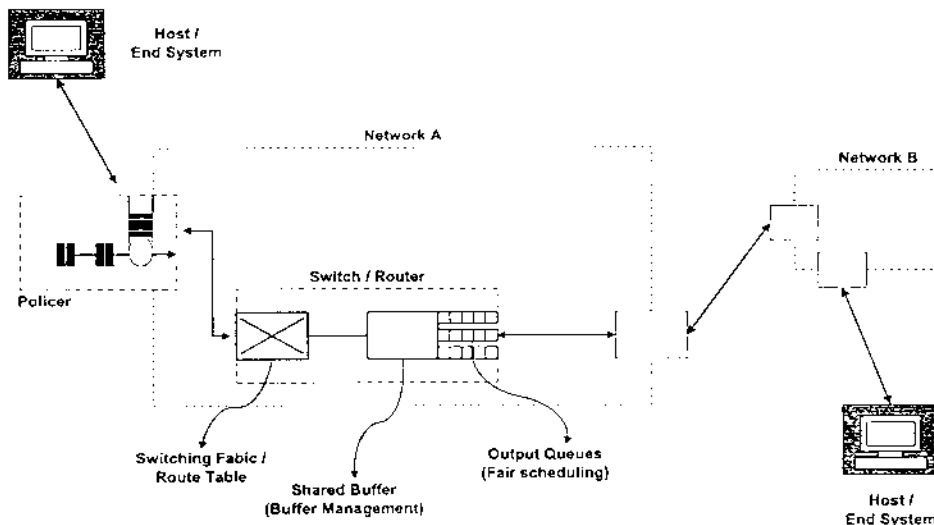 Host /
End System
Network A
Network B
Policer
Switch / Router
Switching Fabic /
Route Table
Shared Buffer
(Buffer Management)
Output Queues
(Fair scheduling)
Host /
End System